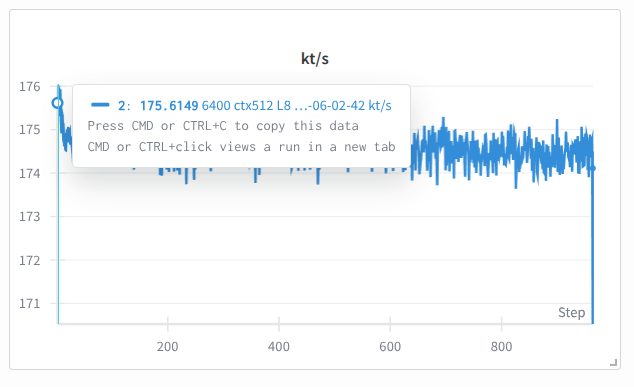 kt/s
176
2: 175.6149 6400 ctx512 L8 ...-06-02-42 kt/s
Press CMD or CTRL+C to copy this data
CMD or CTRL+click views a run in a new tab
175
174
173
172
171
Step
200 400 600 800